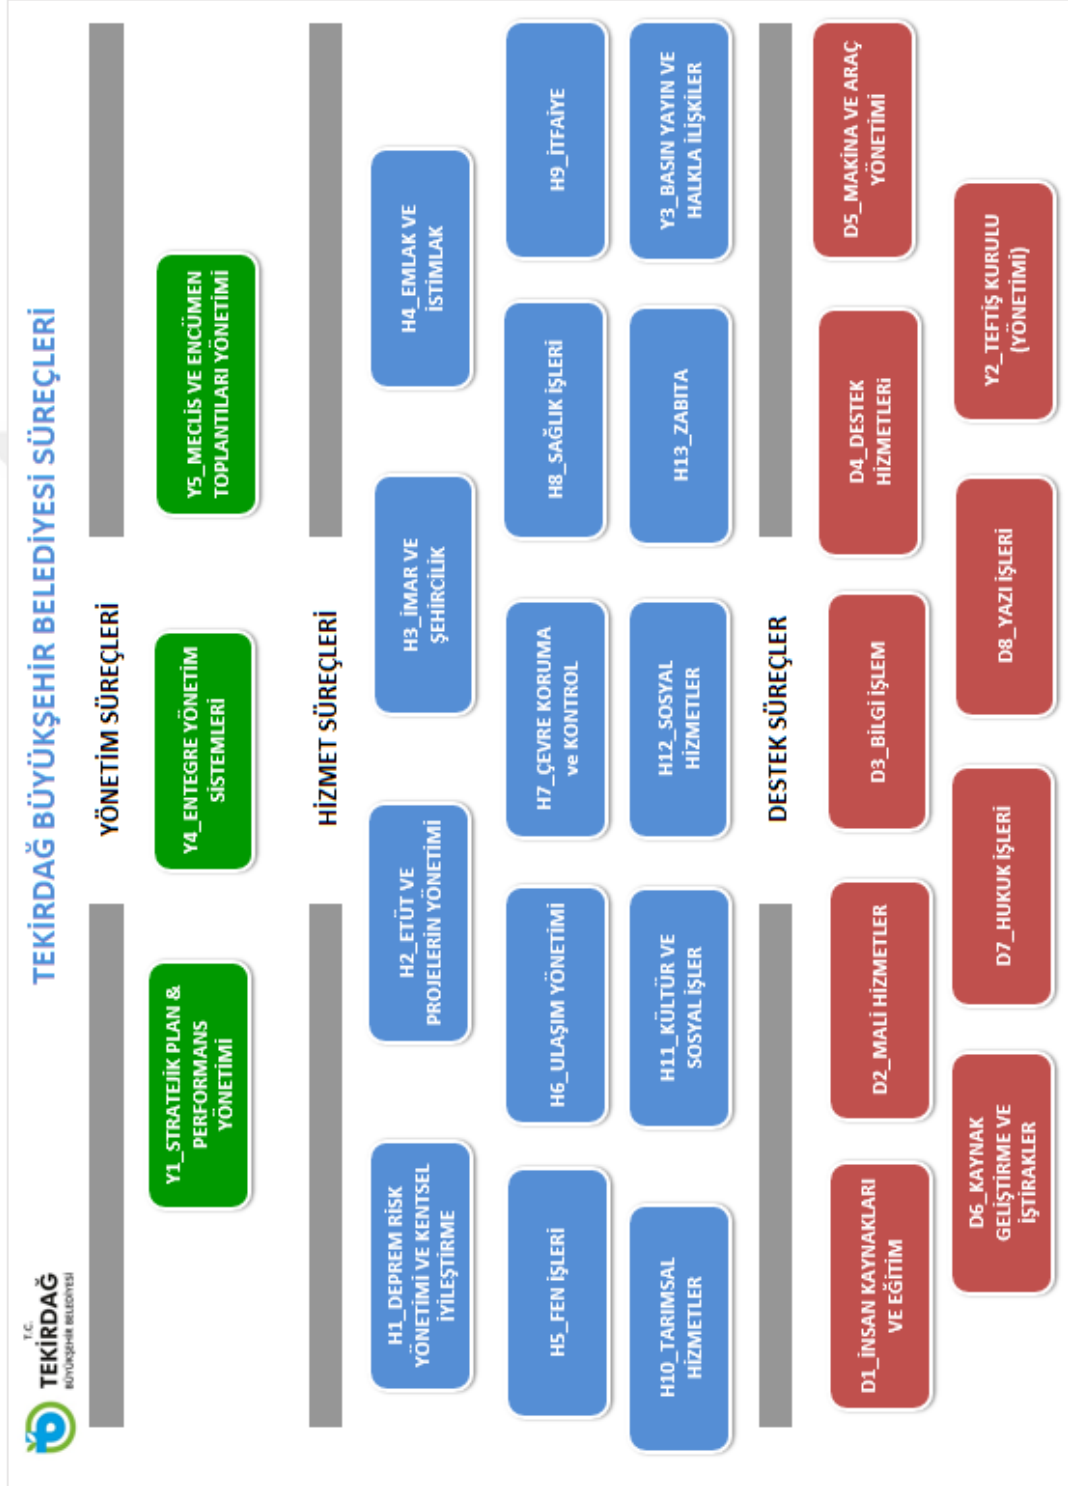 T.C.
TEKİRDAĞ
BÜYÜKŞEHİR BELEDİYESİ
TEKİRDAĞ BÜYÜKŞEHİR BELEDİYESİ SÜREÇLERİ
YÖNETİM SÜREÇLERİ
Y1_STRATEJİK PLAN &
PERFORMANS
YÖNETİMİ
Y4_ENTEGRE YÖNETİM
SİSTEMLERİ
Y5_MECLİS VE ENCÜMEN
TOPLANTILARI YÖNETİMİ
HİZMET SÜREÇLERİ
H1_DEPREM RİSK
YÖNETİMİ VE KENTSEL
İYİLEŞTİRME
H2_ETÜT VE
PROJELERİN YÖNETİMİ
H3_İMAR VE
ŞEHİRCİLİK
H4_EMLAK VE
İSTİMLAK
H5_FEN İŞLERİ
H6_ULAŞIM YÖNETİMİ
H7_ÇEVRE KORUMA
ve KONTROL
H8_SAĞLIK İŞLERİ
H9_İTFAİYE
H10_TARIMSAL
HİZMETLER
H11_KÜLTÜR VE
SOSYAL İŞLER
H12_SOSYAL
HİZMETLER
H13_ZABITA
Y3_BASIN YAYIN VE
HALKLA İLİŞKİLER
DESTEK SÜREÇLER
D1_İNSAN KAYNAKLARI
VE EĞİTİM
D2_MALİ HİZMETLER
D3_BİLGİ İŞLEM
D4_DESTEK
HİZMETLERİ
D5_MAKİNA VE ARAÇ
YÖNETİMİ
D6_KAYNAK
GELİŞTİRME VE
İŞTİRAKLER
D7_HUKUK İŞLERİ
D8_YAZI İŞLERİ
Y2_TEFTİŞ KURULU
(YÖNETİMİ)